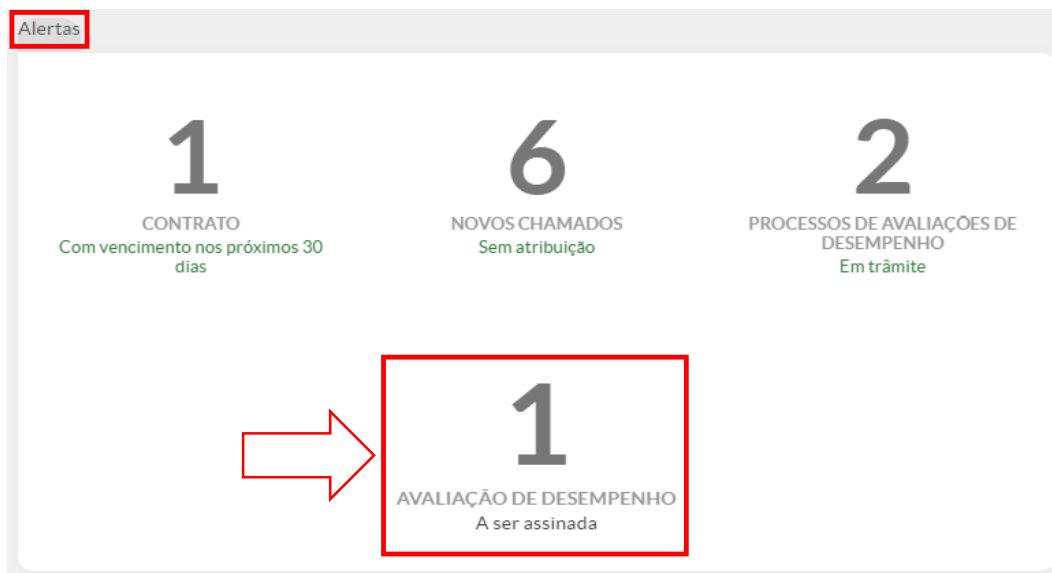 Alertas
1
CONTRATO
Com vencimento nos próximos 30
dias
6
NOVOS CHAMADOS
Sem atribuição
2
PROCESSOS DE AVALIAÇÕES DE
DESEMPENHO
Em trâmite
1
AVALIAÇÃO DE DESEMPENHO
A ser assinada